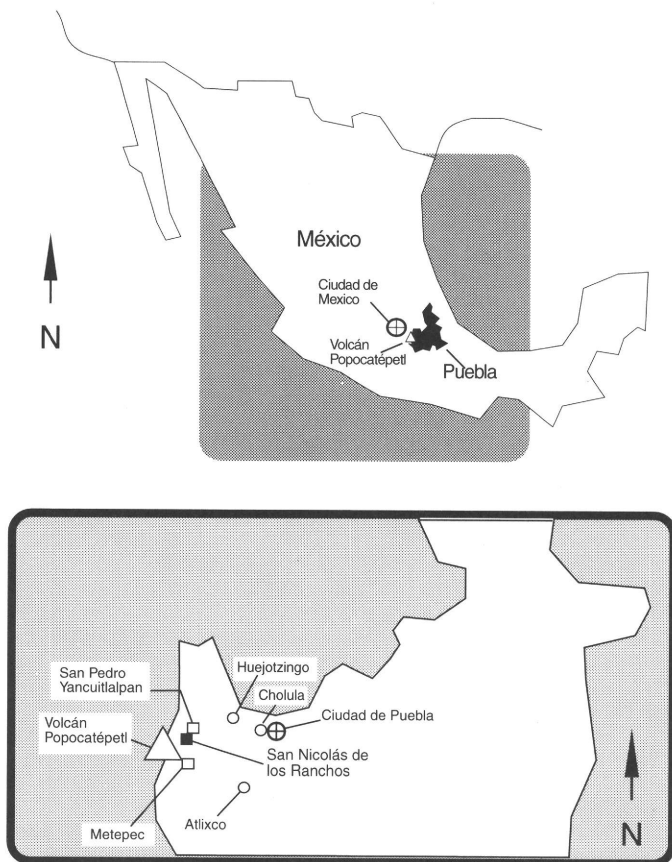 México
Ciudad de
Mexico
Volcán
Popocatépetl
Puebla
N
San Pedro
Yancuitlalpan
Huejotzingo
Cholula
Volcán
Popocatépetl
Ciudad de Puebla
San Nicolás de
los Ranchos
Metepec
Atlixco
N